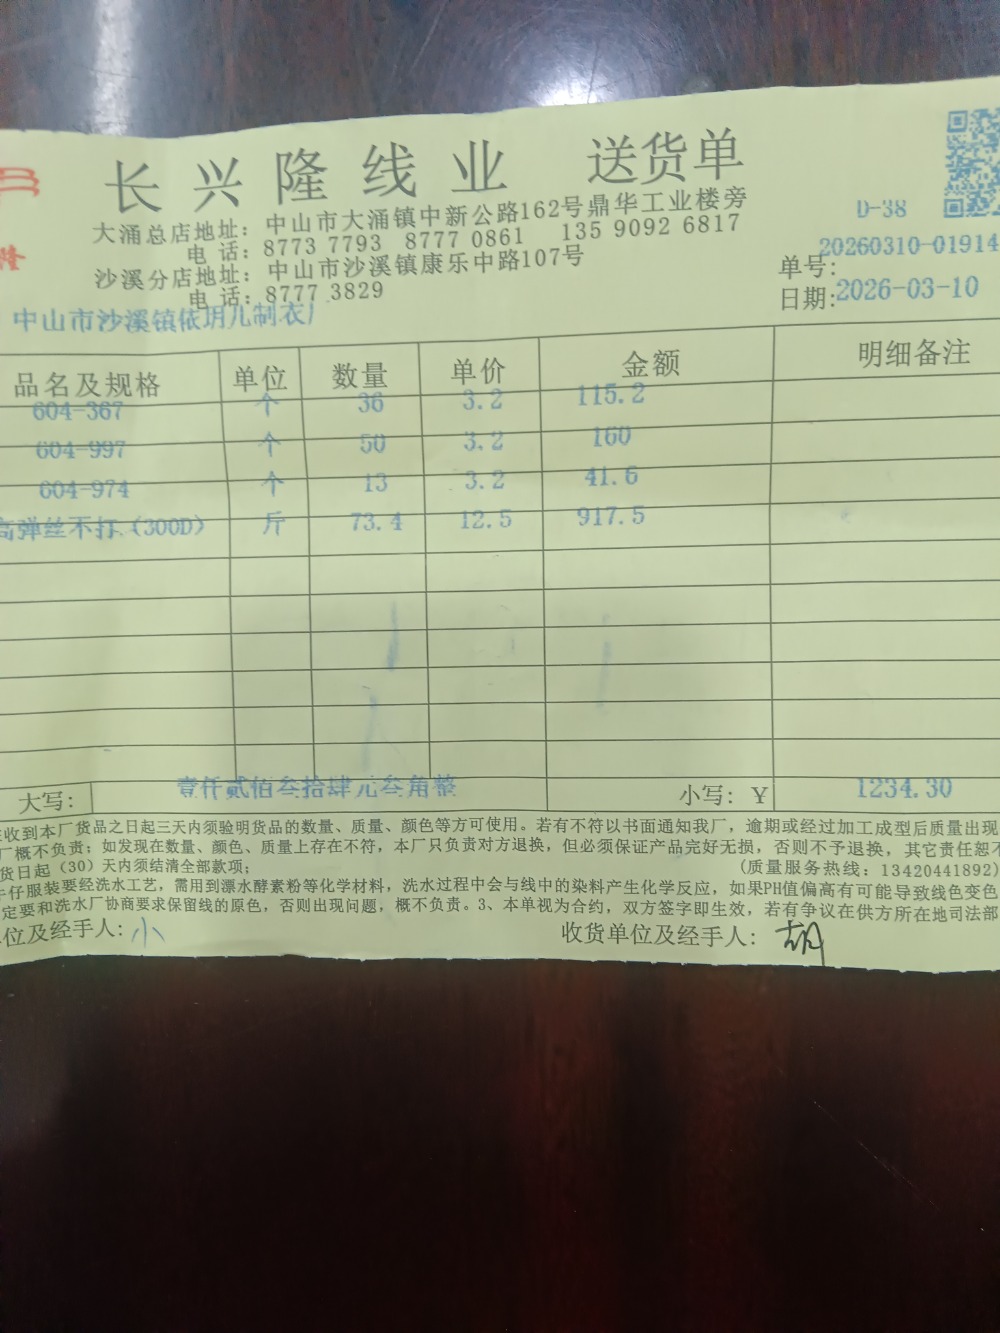 长兴隆线业 送货单
大涌总店地址：中山市大涌镇中新公路162号鼎华工业楼旁
电话：8773 7793 8777 0861 135 9092 6817
沙溪分店地址：中山市沙溪镇康乐中路107号
电话：8777 3829
D-38
单号：20260310-01914
日期：2026-03-10
隆
中山市沙溪镇依玥儿制衣厂
品名及规格 单位 数量 单价 金额 明细备注
604-367 个 36 3.2 115.2
604-997 个 50 3.2 160
604-974 个 13 3.2 41.6
高弹丝不打（300D） 斤 73.4 12.5 917.5
大写： 壹仟贰佰叁拾肆元叁角整 小写：￥ 1234.30
收到本厂货品之日起三天内须验明货品的数量、质量、颜色等方可使用。若有不符以书面通知我厂，逾期或经过加工成型后质量出现
厂概不负责；如发现在数量、颜色、质量上存在不符，本厂只负责对方退换，但必须保证产品完好无损，否则不予退换，其它责任恕不
货日起（30）天内须结清全部款项； （质量服务热线：13420441892）
牛仔服装要经洗水工艺，需用到漂水酵素粉等化学材料，洗水过程中会与线中的染料产生化学反应，如果PH值偏高有可能导致线色变色
定要和洗水厂协商要求保留线的原色，否则出现问题，概不负责。3、本单视为合约，双方签字即生效，若有争议在供方所在地司法部
单位及经手人：小 收货单位及经手人：胡